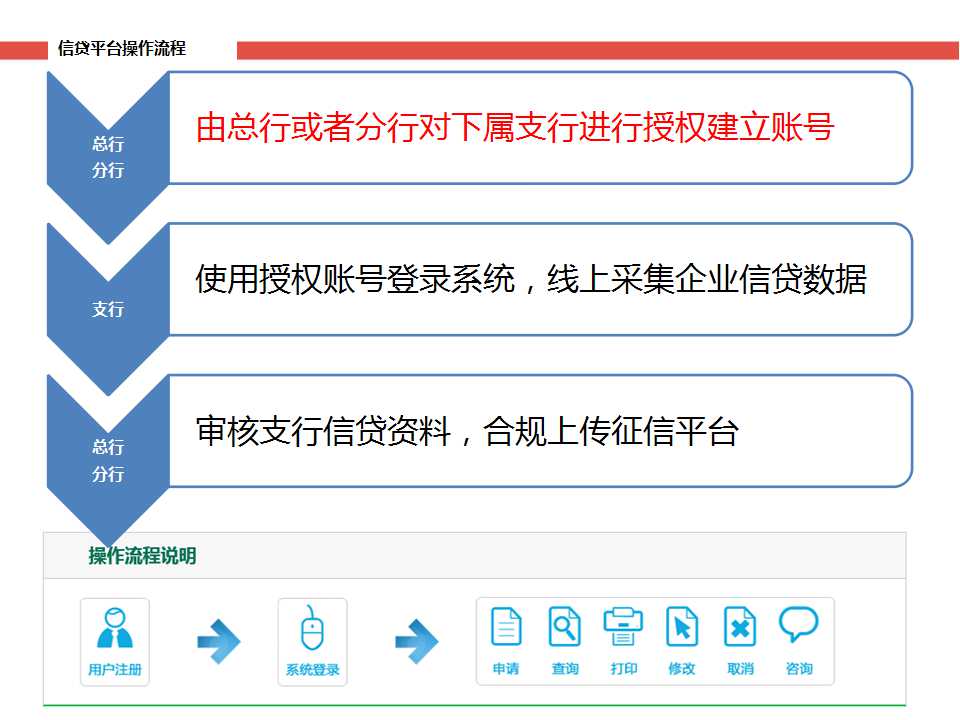 信贷平台操作流程
总行
分行
由总行或者分行对下属支行进行授权建立账号
支行
使用授权账号登录系统，线上采集企业信贷数据
总行
分行
审核支行信贷资料，合规上传征信平台
操作流程说明
用户注册
系统登录
申请
查询
打印
修改
取消
咨询